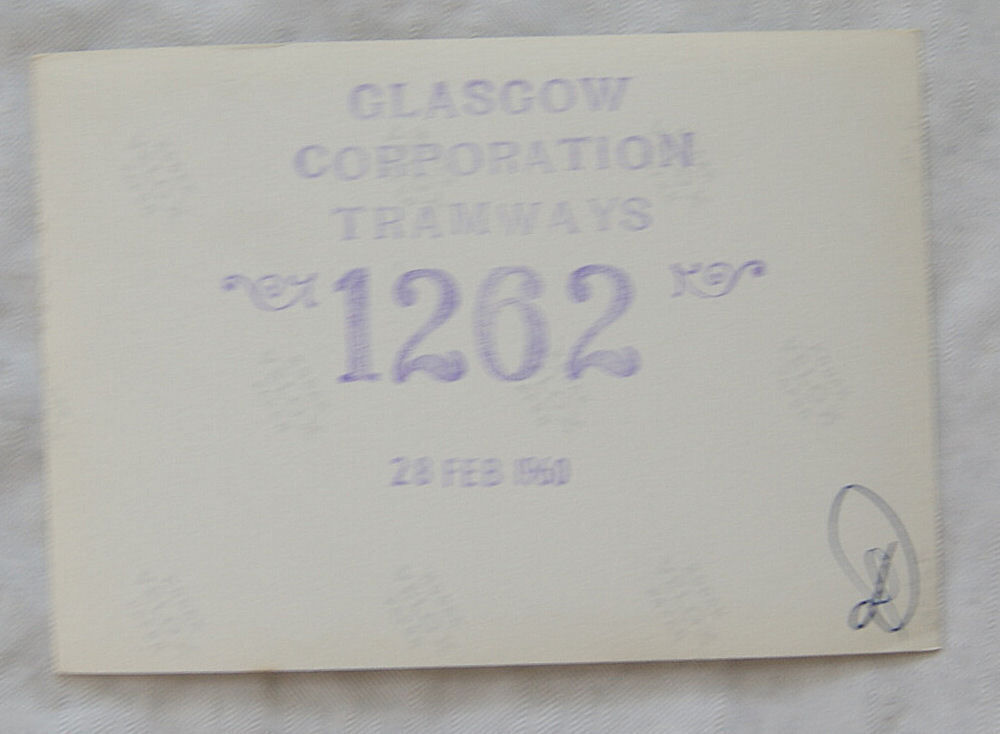 GLASGOW
CORPORATION
TRAMWAYS
1262
28 FEB 1960